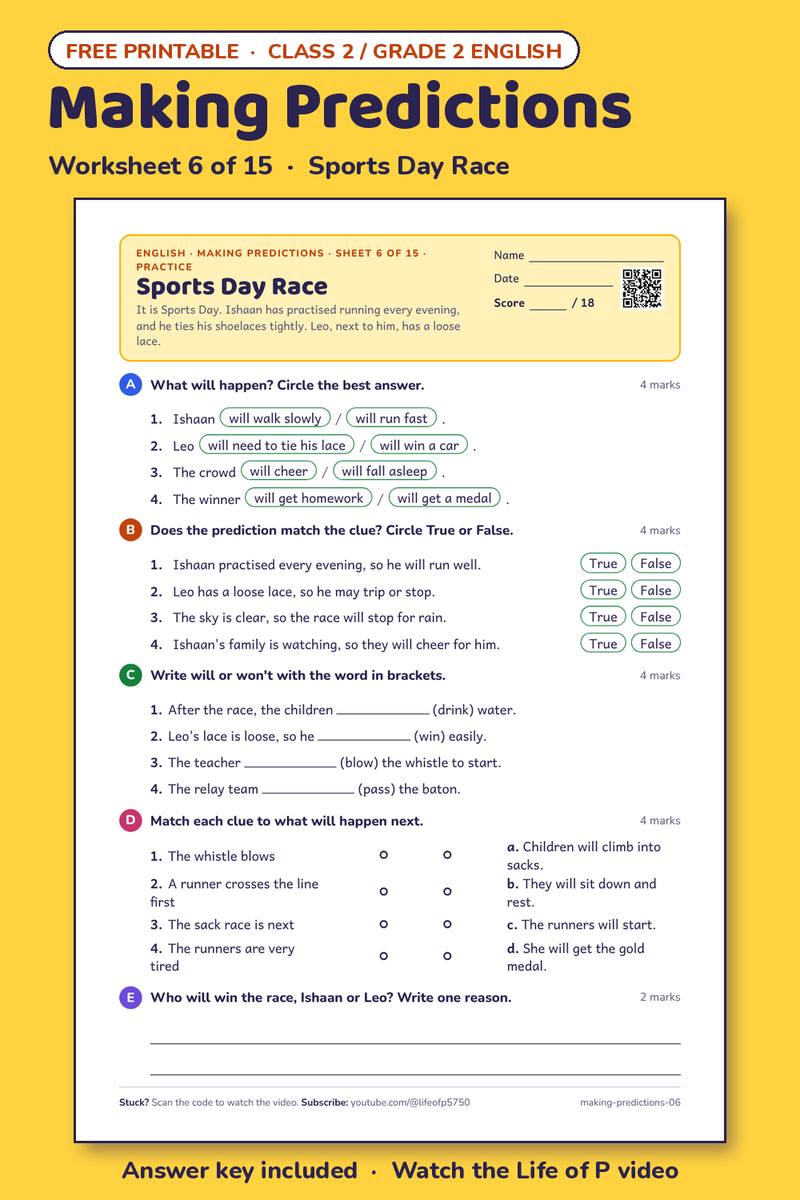 FREE PRINTABLE · CLASS 2 / GRADE 2 ENGLISH
Making Predictions
Worksheet 6 of 15 · Sports Day Race
ENGLISH · MAKING PREDICTIONS · SHEET 6 OF 15 ·
PRACTICE
Sports Day Race
It is Sports Day. Ishaan has practised running every evening,
and he ties his shoelaces tightly. Leo, next to him, has a loose
lace.
Name
Date
Score / 18
A What will happen? Circle the best answer. 4 marks
1. Ishaan will walk slowly / will run fast .
2. Leo will need to tie his lace / will win a car .
3. The crowd will cheer / will fall asleep .
4. The winner will get homework / will get a medal .
B Does the prediction match the clue? Circle True or False. 4 marks
1. Ishaan practised every evening, so he will run well. True False
2. Leo has a loose lace, so he may trip or stop. True False
3. The sky is clear, so the race will stop for rain. True False
4. Ishaan's family is watching, so they will cheer for him. True False
C Write will or won't with the word in brackets. 4 marks
1. After the race, the children ____________ (drink) water.
2. Leo's lace is loose, so he ____________ (win) easily.
3. The teacher ____________ (blow) the whistle to start.
4. The relay team ____________ (pass) the baton.
D Match each clue to what will happen next. 4 marks
1. The whistle blows
a. Children will climb into
sacks.
2. A runner crosses the line
first
b. They will sit down and
rest.
3. The sack race is next
c. The runners will start.
4. The runners are very
tired
d. She will get the gold
medal.
E Who will win the race, Ishaan or Leo? Write one reason. 2 marks
Stuck? Scan the code to watch the video. Subscribe: youtube.com/@lifeofp5750
making-predictions-06
Answer key included · Watch the Life of P video